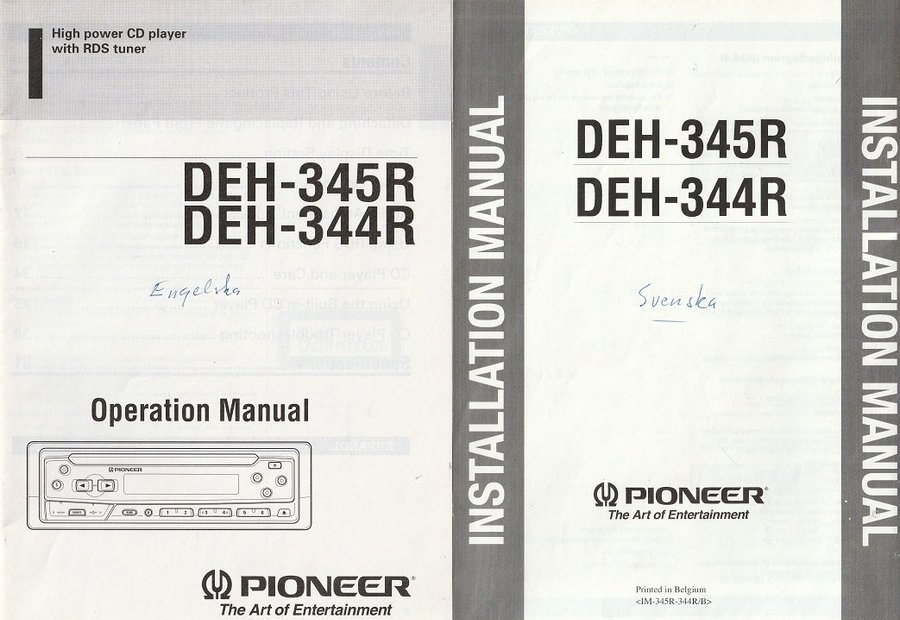 High power CD player
with RDS tuner
DEH-345R
DEH-344R
Engelska
Operation Manual
PIONEER
PIONEER®
The Art of Entertainment
INSTALLATION MANUAL
DEH-345R
DEH-344R
Svenska
PIONEER®
The Art of Entertainment
Printed in Belgium
<IM-345R-344R/B>
INSTALLATION MANUAL